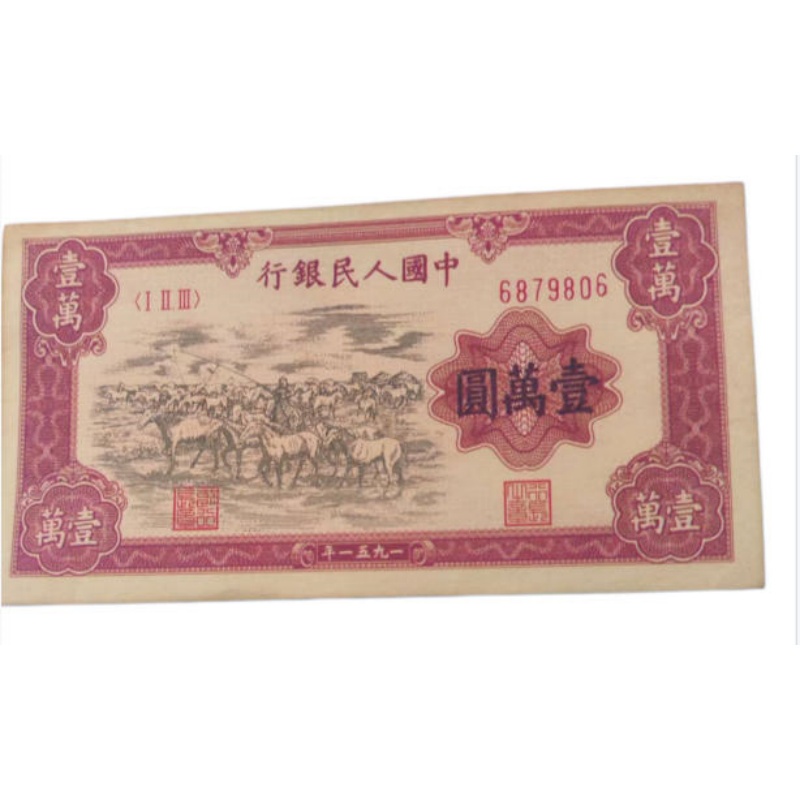 中國人民銀行
〈I II III〉
6879806
壹萬
壹萬
壹萬圓
壹萬
壹萬
一九五一年